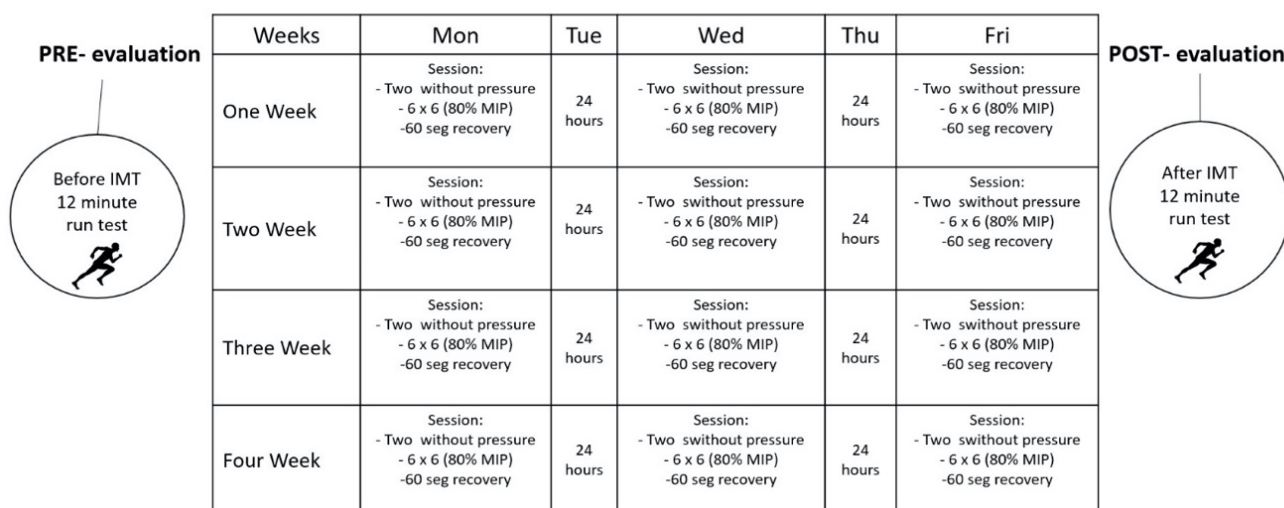 PRE- evaluation
Before IMT
12 minute
run test
Weeks
Mon
Tue
Wed
Thu
Fri
One Week
Session:
- Two without pressure
- 6 x 6 (80% MIP)
-60 seg recovery
24
hours
Session:
- Two swithout pressure
- 6 x 6 (80% MIP)
-60 seg recovery
24
hours
Session:
- Two swithout pressure
- 6 x 6 (80% MIP)
-60 seg recovery
Two Week
Session:
- Two without pressure
- 6 x 6 (80% MIP)
-60 seg recovery
24
hours
Session:
- Two swithout pressure
- 6 x 6 (80% MIP)
-60 seg recovery
24
hours
Session:
- Two swithout pressure
- 6 x 6 (80% MIP)
-60 seg recovery
Three Week
Session:
- Two without pressure
- 6 x 6 (80% MIP)
-60 seg recovery
24
hours
Session:
- Two swithout pressure
- 6 x 6 (80% MIP)
-60 seg recovery
24
hours
Session:
- Two swithout pressure
- 6 x 6 (80% MIP)
-60 seg recovery
Four Week
Session:
- Two without pressure
- 6 x 6 (80% MIP)
-60 seg recovery
24
hours
Session:
- Two swithout pressure
- 6 x 6 (80% MIP)
-60 seg recovery
24
hours
Session:
- Two swithout pressure
- 6 x 6 (80% MIP)
-60 seg recovery
POST- evaluation
After IMT
12 minute
run test